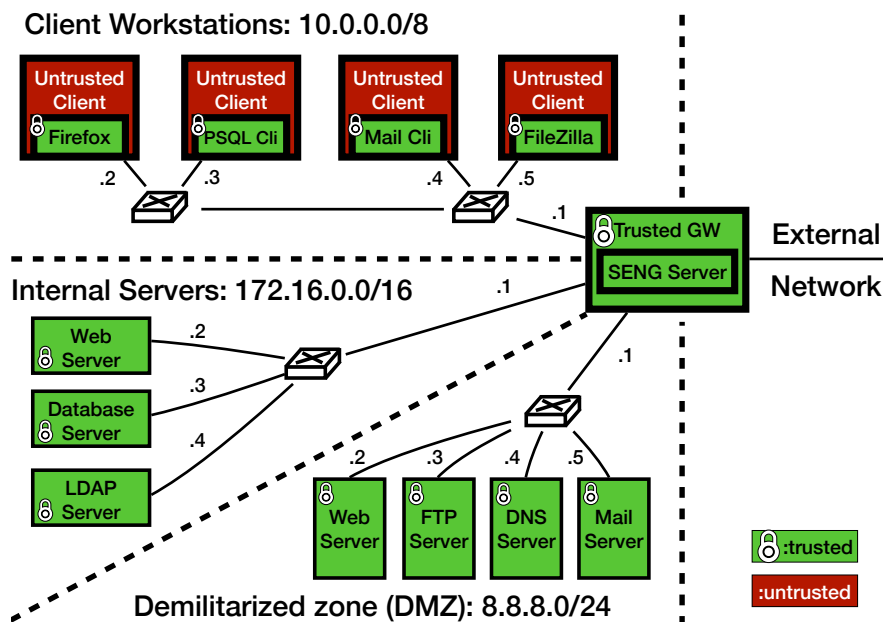 Client Workstations: 10.0.0.0/8
Untrusted
Client
Firefox
Untrusted
Client
PSQL Cli
Untrusted
Client
Mail Cli
Untrusted
Client
FileZilla
.2
.3
.4
.5
.1
Trusted GW
SENG Server
External
Network
Internal Servers: 172.16.0.0/16
.1
Web
Server
.2
Database
Server
.3
LDAP
Server
.4
.1
.2
.3
.4
.5
Web
Server
FTP
Server
DNS
Server
Mail
Server
Demilitarized zone (DMZ): 8.8.8.0/24
:trusted
:untrusted